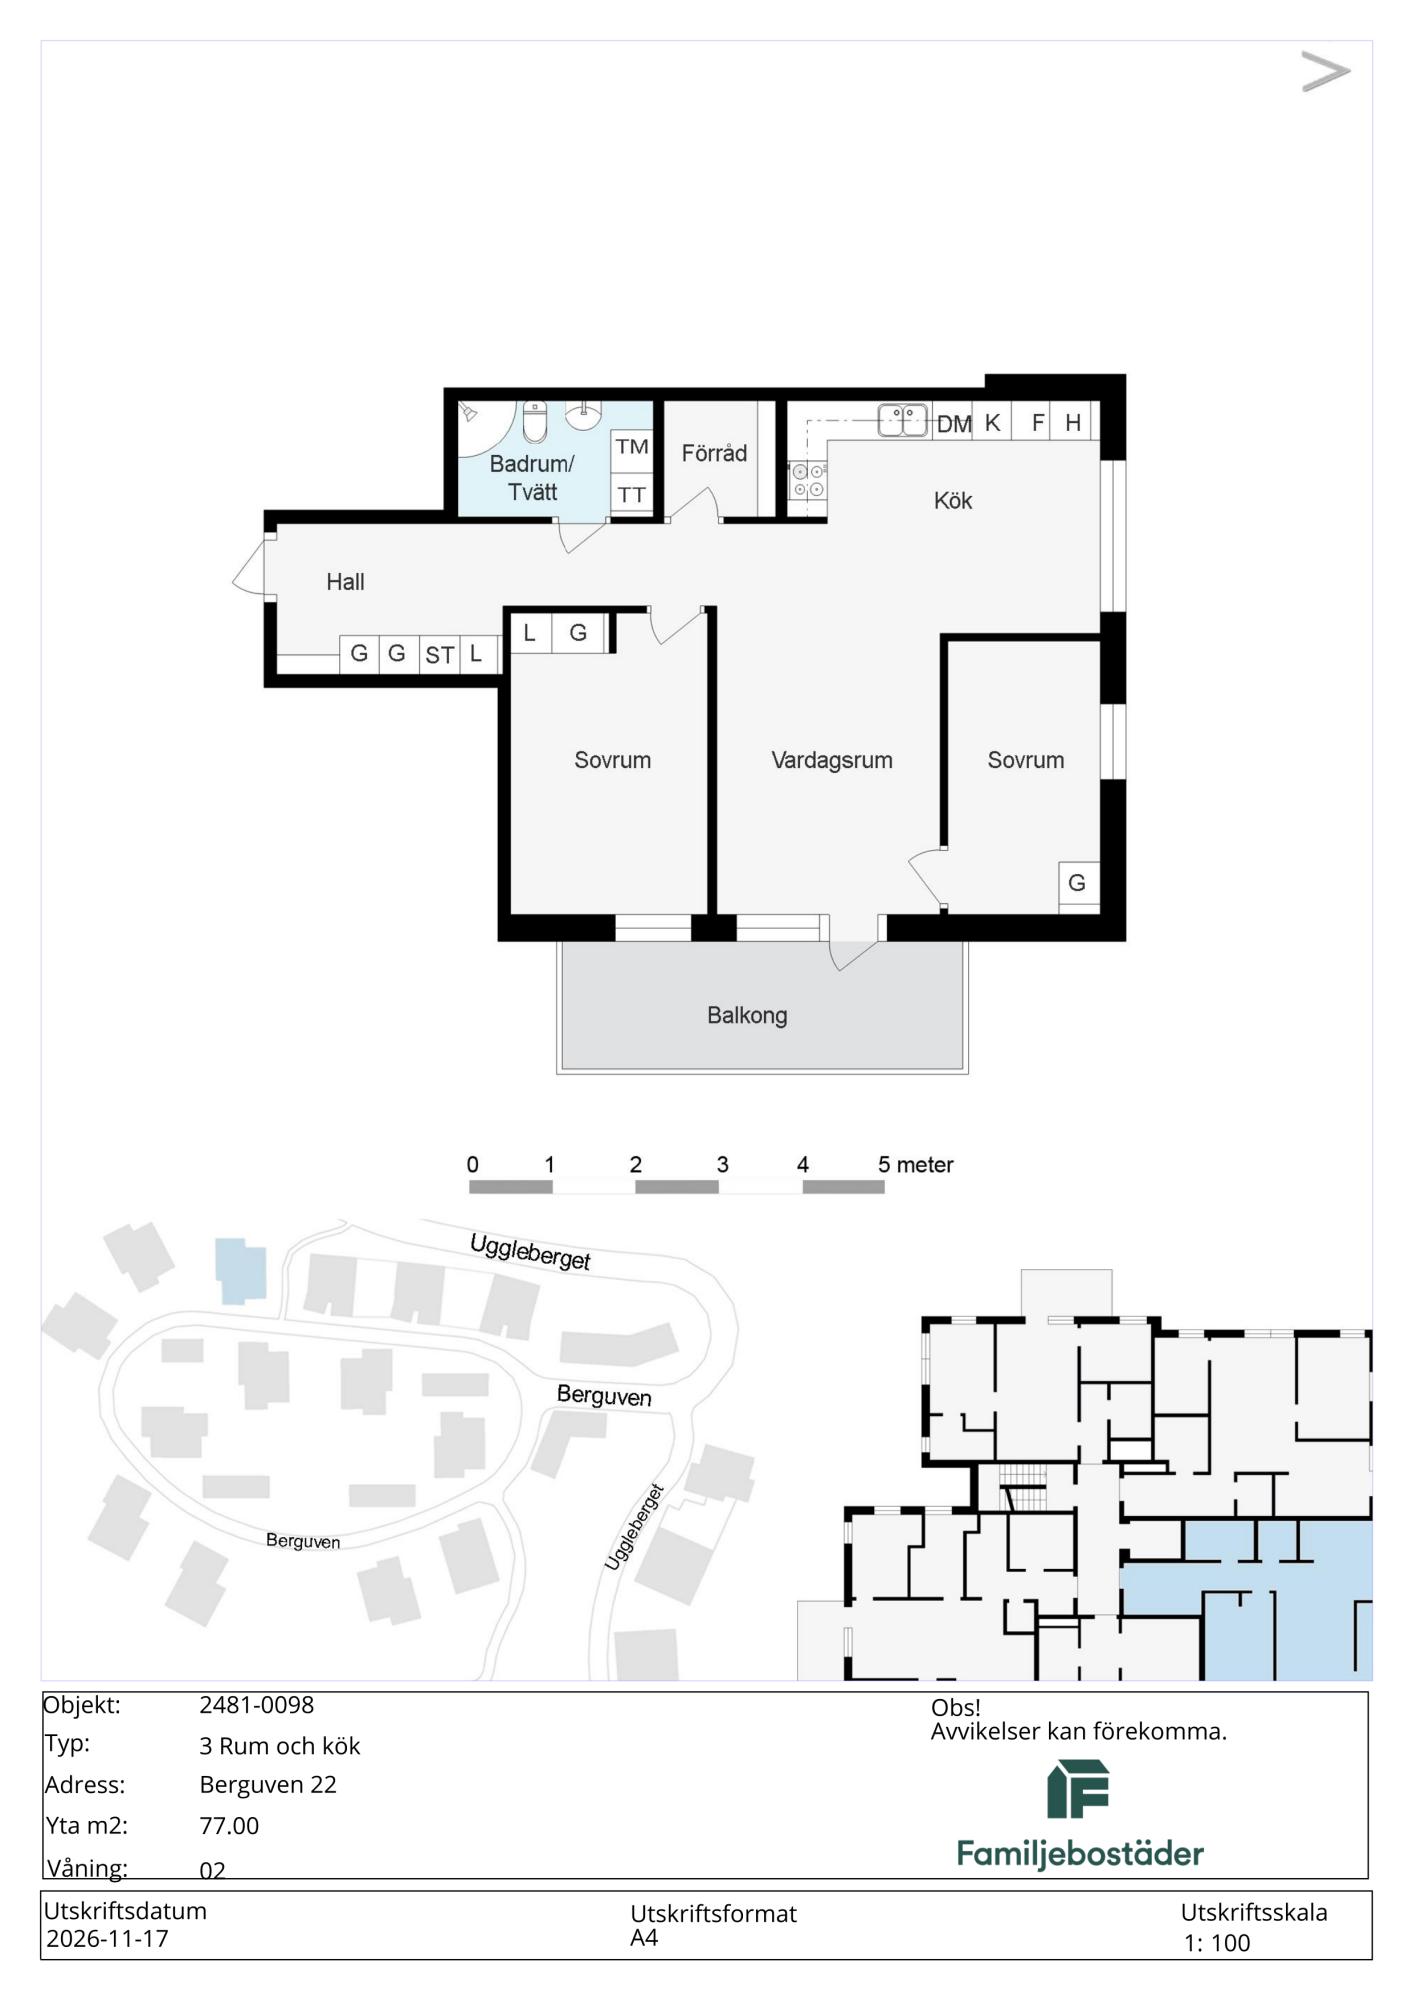 DM K F H
TM
Förråd
Badrum/
Tvätt
TT
Kök
Hall
L G
G G ST L
Sovrum
Vardagsrum
Sovrum
G
Balkong
0 1 2 3 4 5 meter
Uggleberget
Berguven
Uggleberget
Berguven
Objekt: 2481-0098
Typ: 3 Rum och kök
Adress: Berguven 22
Yta m2: 77.00
Våning: 02
Obs!
Avvikelser kan förekomma.
Familjebostäder
Utskriftsdatum
2026-11-17
Utskriftsformat
A4
Utskriftsskala
1: 100